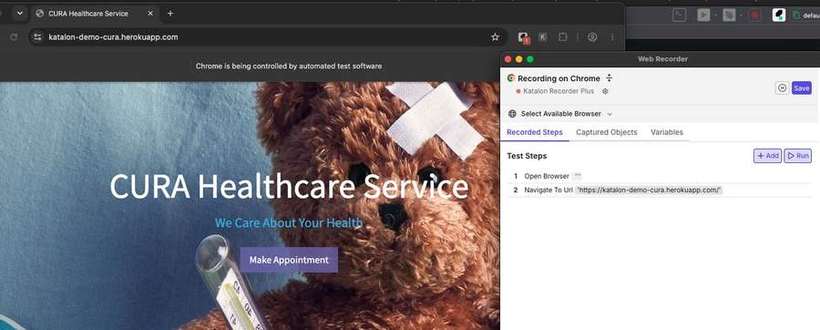 CURA Healthcare Service
katalon-demo-cura.herokuapp.com
Chrome is being controlled by automated test software
CURA Healthcare Service
We Care About Your Health
Make Appointment
defau
Web Recorder
Recording on Chrome
Katalon Recorder Plus
Save
Select Available Browser
Recorded Steps
Captured Objects
Variables
Test Steps
+ Add
Run
1 Open Browser ""
2 Navigate To Url "https://katalon-demo-cura.herokuapp.com/"